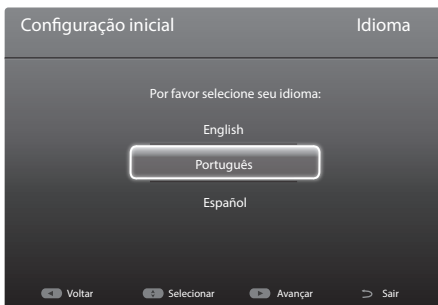 Configuração inicial Idioma
Por favor selecione seu idioma:
English
Português
Español
Voltar Selecionar Avançar Sair